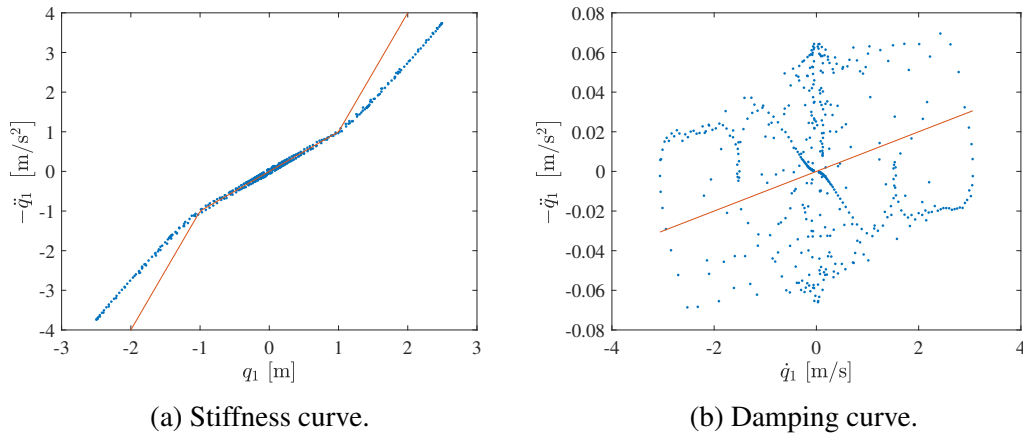 4
3
2
1
0
-1
-2
-3
-4
-3 -2 -1 0 1 2 3
−q̈₁ [m/s²]
q₁ [m]
(a) Stiffness curve.
0.08
0.06
0.04
0.02
0
-0.02
-0.04
-0.06
-0.08
-4 -2 0 2 4
−q̈₁ [m/s²]
q̇₁ [m/s]
(b) Damping curve.